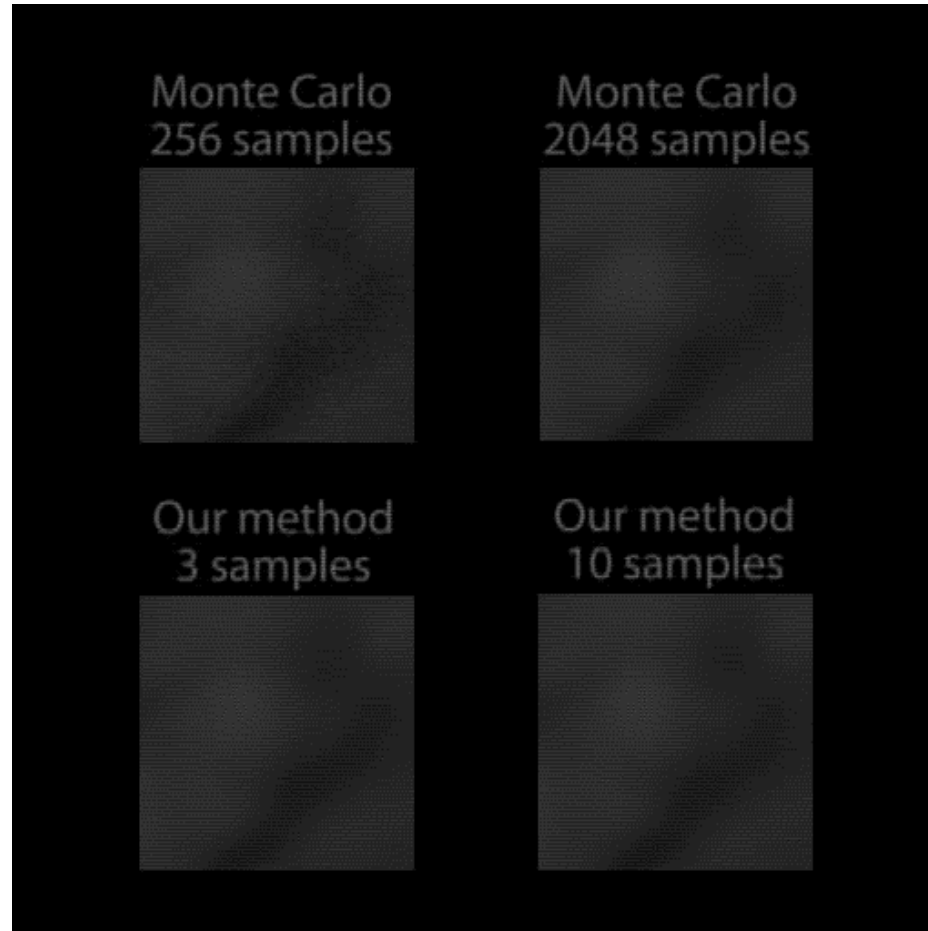 Monte Carlo
256 samples
Monte Carlo
2048 samples
Our method
3 samples
Our method
10 samples